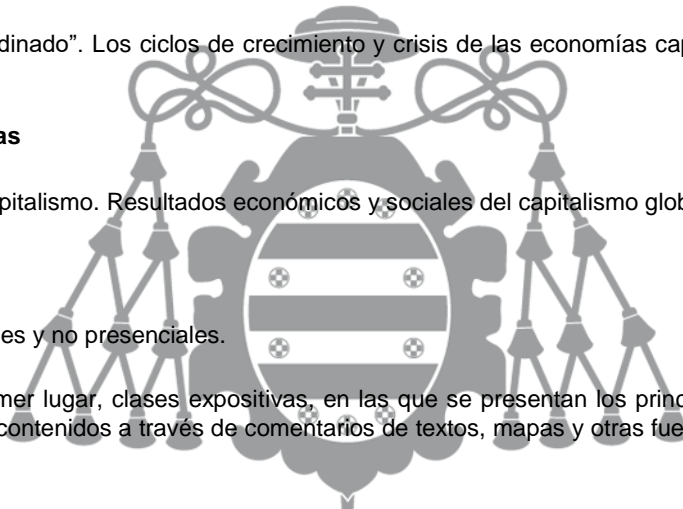 dinado”. Los ciclos de crecimiento y crisis de las economías cap
as
pitalismo. Resultados económicos y sociales del capitalismo glob
es y no presenciales.
mer lugar, clases expositivas, en las que se presentan los princ
contenidos a través de comentarios de textos, mapas y otras fue